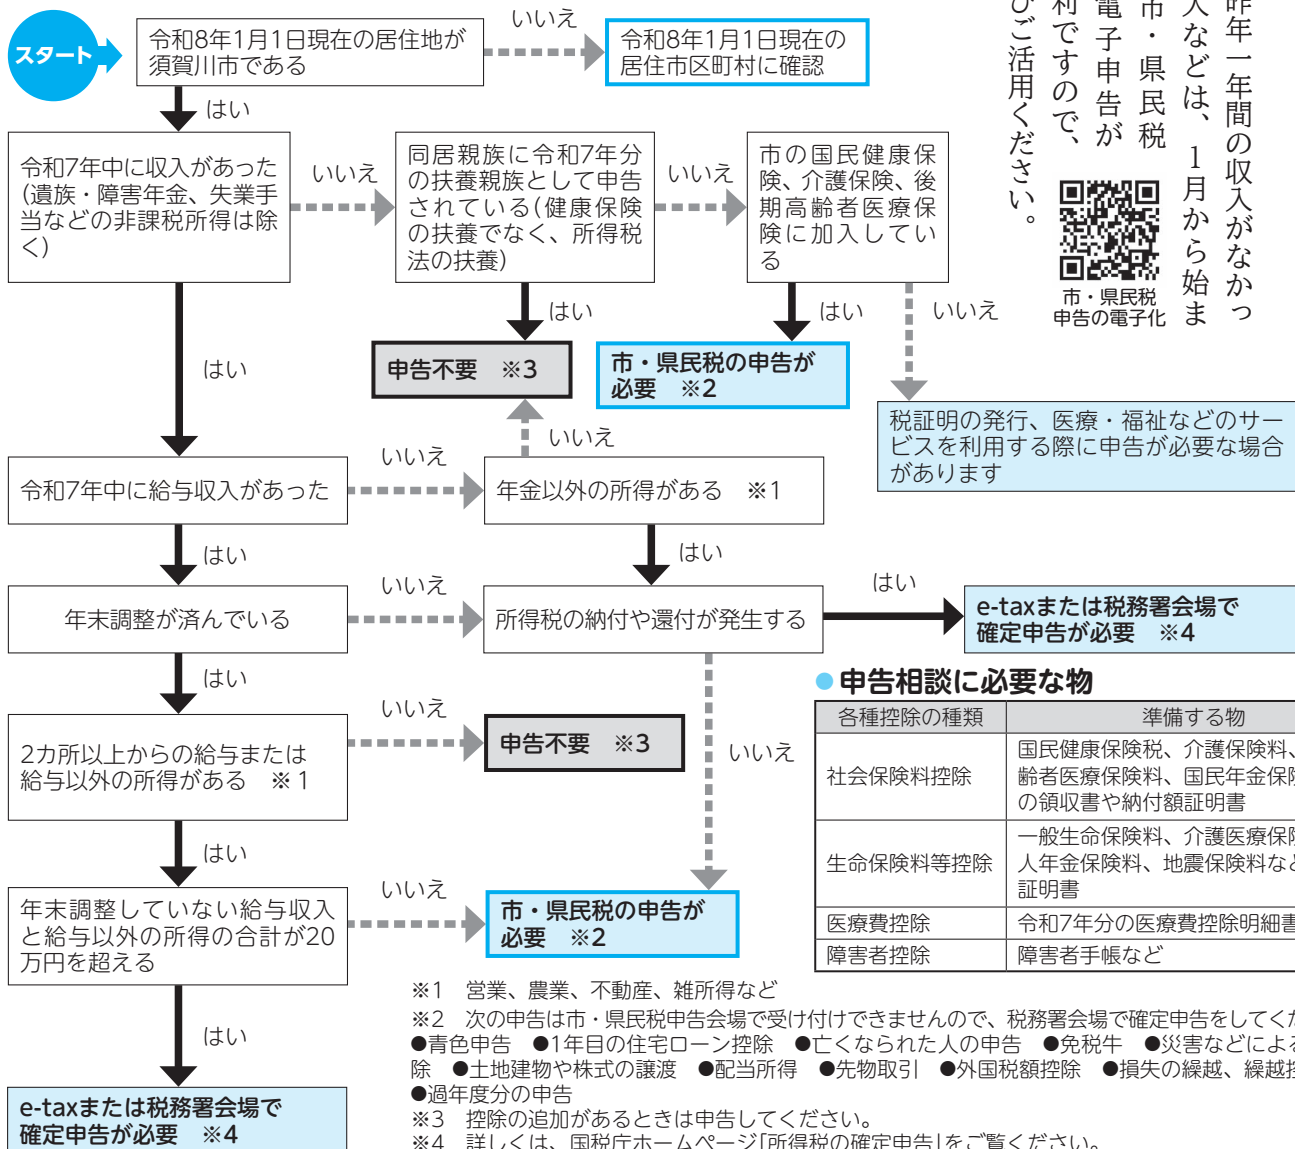 昨年一年間の収入がなかっ
人などは、1月から始ま
市・県民税
電子申告が
利ですので、
ひご活用ください。
市・県民税
申告の電子化
スタート
令和8年1月1日現在の居住地が
須賀川市である
いいえ
令和8年1月1日現在の
居住市区町村に確認
はい
令和7年中に収入があった
(遺族・障害年金、失業手
当などの非課税所得は除
く)
いいえ
同居親族に令和7年分
の扶養親族として申告
されている(健康保険
の扶養でなく、所得税
法の扶養)
いいえ
市の国民健康保
険、介護保険、後
期高齢者医療保
険に加入してい
る
はい
はい
いいえ
はい
申告不要 ※3
市・県民税の申告が
必要 ※2
税証明の発行、医療・福祉などのサー
ビスを利用する際に申告が必要な場合
があります
いいえ
いいえ
令和7年中に給与収入があった
年金以外の所得がある ※1
はい
はい
いいえ
はい
年末調整が済んでいる
所得税の納付や還付が発生する
e-taxまたは税務署会場で
確定申告が必要 ※4
はい
いいえ
2カ所以上からの給与または
給与以外の所得がある ※1
申告不要 ※3
いいえ
はい
いいえ
年末調整していない給与収入
と給与以外の所得の合計が20
万円を超える
市・県民税の申告が
必要 ※2
はい
e-taxまたは税務署会場で
確定申告が必要 ※4
●申告相談に必要な物
各種控除の種類 準備する物
社会保険料控除
国民健康保険税、介護保険料、
齢者医療保険料、国民年金保険
の領収書や納付額証明書
生命保険料等控除
一般生命保険料、介護医療保険
人年金保険料、地震保険料など
証明書
医療費控除 令和7年分の医療費控除明細書
障害者控除 障害者手帳など
※1 営業、農業、不動産、雑所得など
※2 次の申告は市・県民税申告会場で受け付けできませんので、税務署会場で確定申告をしてくだ
●青色申告 ●1年目の住宅ローン控除 ●亡くなられた人の申告 ●免税牛 ●災害などによる
除 ●土地建物や株式の譲渡 ●配当所得 ●先物取引 ●外国税額控除 ●損失の繰越、繰越控
●過年度分の申告
※3 控除の追加があるときは申告してください。
※4 詳しくは、国税庁ホームページ「所得税の確定申告」をご覧ください。